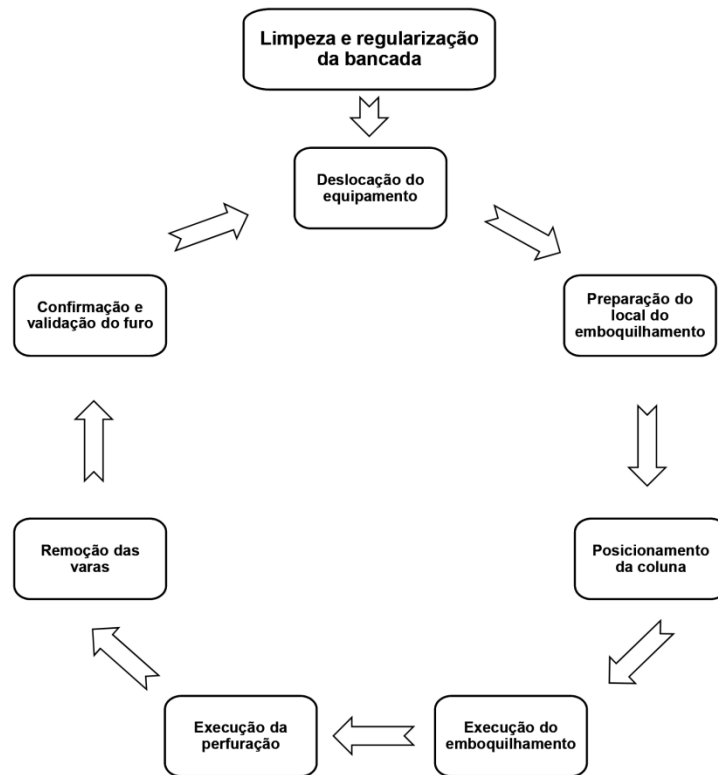 Limpeza e regularização
da bancada
Deslocação do
equipamento
Preparação do
local do
emboquilhamento
Posicionamento
da coluna
Execução do
emboquilhamento
Execução da
perfuração
Remoção das
varas
Confirmação e
validação do furo